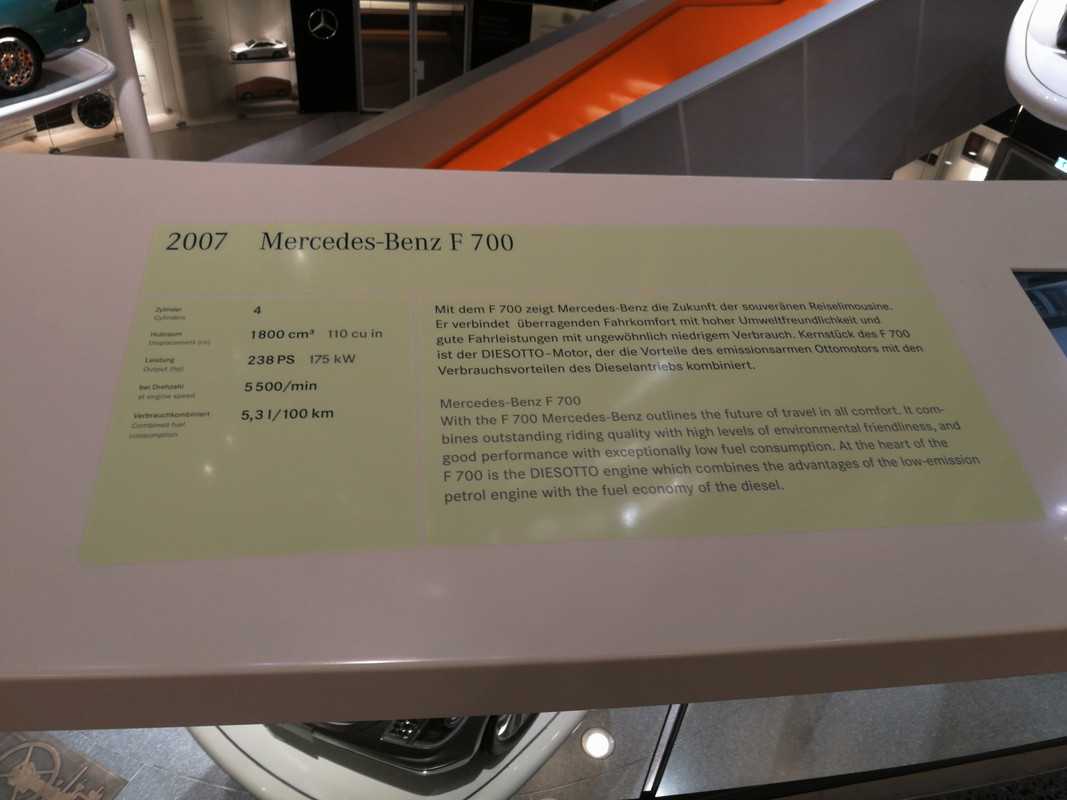 2007 Mercedes-Benz F 700
Zylinder 4
Cylinders
Hubraum 1800 cm³ 110 cu in
Displacement (cc)
Leistung 238 PS 175 kW
Output (hp)
bei Drehzahl 5500/min
at engine speed
Verbrauchkombiniert 5,3 l/100 km
Combined fuel
consumption
Mit dem F 700 zeigt Mercedes-Benz die Zukunft der souveränen Reiselimousine.
Er verbindet überragenden Fahrkomfort mit hoher Umweltfreundlichkeit und
gute Fahrleistungen mit ungewöhnlich niedrigem Verbrauch. Kernstück des F 700
ist der DIESOTTO-Motor, der die Vorteile des emissionsarmen Ottomotors mit den
Verbrauchsvorteilen des Dieselantriebs kombiniert.
Mercedes-Benz F 700
With the F 700 Mercedes-Benz outlines the future of travel in all comfort. It com-
bines outstanding riding quality with high levels of environmental friendliness, and
good performance with exceptionally low fuel consumption. At the heart of the
F 700 is the DIESOTTO engine which combines the advantages of the low-emission
petrol engine with the fuel economy of the diesel.